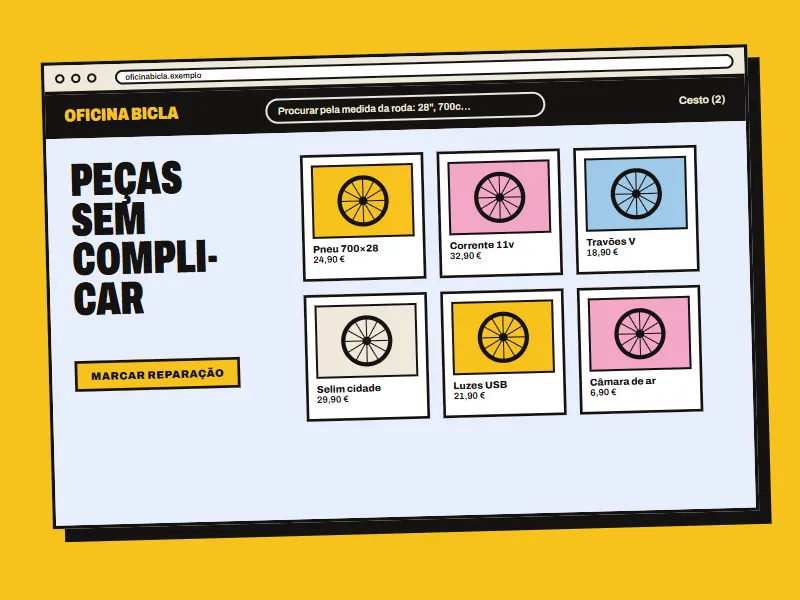 oficinabicla.exemplo
OFICINA BICLA
Procurar pela medida da roda: 28", 700c...
Cesto (2)
PEÇAS
SEM
COMPLI-
CAR
MARCAR REPARAÇÃO
Pneu 700×28
24,90 €
Corrente 11v
32,90 €
Travões V
18,90 €
Selim cidade
29,90 €
Luzes USB
21,90 €
Câmara de ar
6,90 €